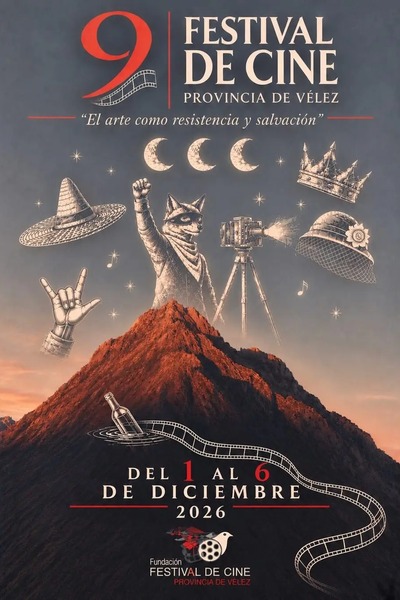 9
FESTIVAL
DE CINE
PROVINCIA DE VÉLEZ
“El arte como resistencia y salvación”
DEL 1 AL 6
DE DICIEMBRE
2026
Fundación
FESTIVAL DE CINE
PROVINCIA DE VÉLEZ